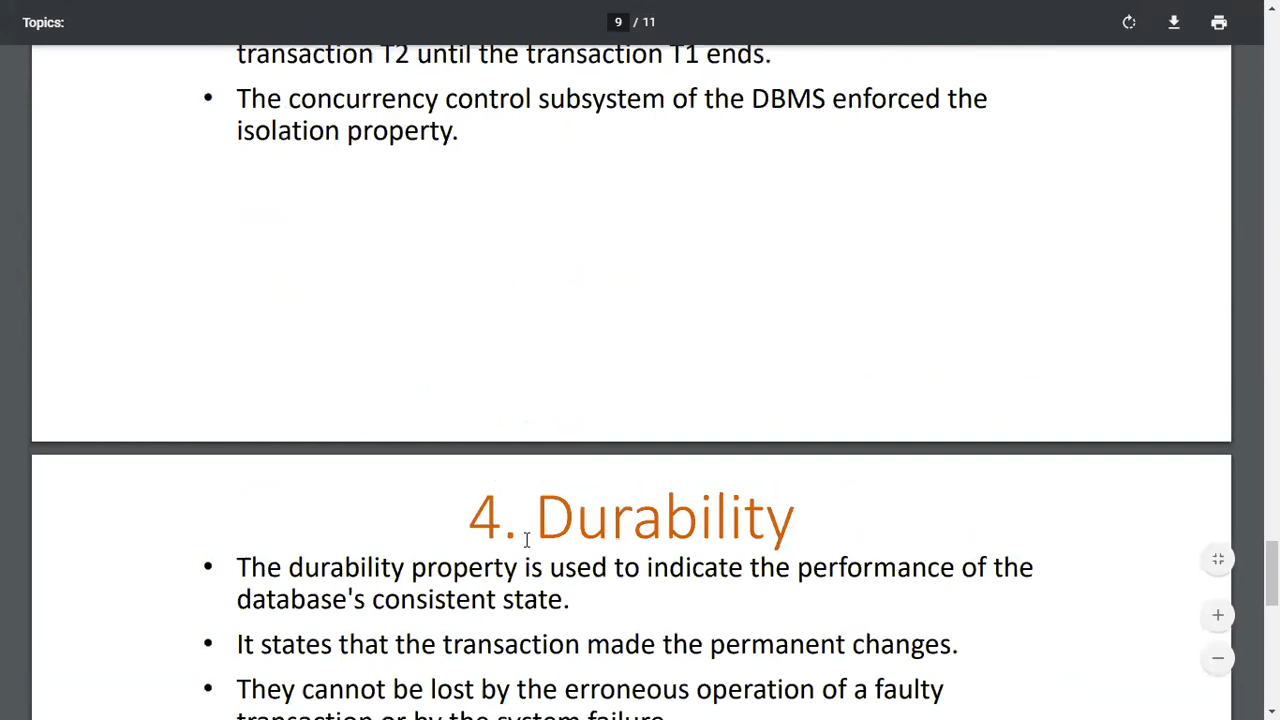 Topics:
9 / 11
transaction T2 until the transaction T1 ends.
• The concurrency control subsystem of the DBMS enforced the
isolation property.
4. Durability
• The durability property is used to indicate the performance of the
database's consistent state.
• It states that the transaction made the permanent changes.
• They cannot be lost by the erroneous operation of a faulty
transaction or by the system failure.